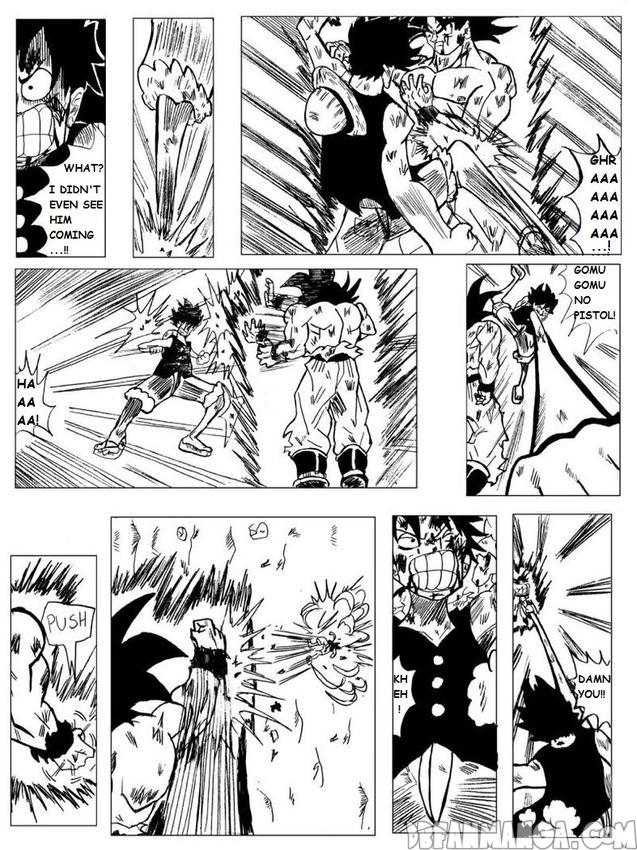 WHAT?
I DIDN'T
EVEN SEE
HIM
COMING
...!!
GHR
AAA
AAA
AAA
AAA
...!
HA
AA
AA!
GOMU
GOMU
NO
PISTOL!
PUSH
KH
EH
!
DAMN
YOU!!
DBFANMANGA.COM